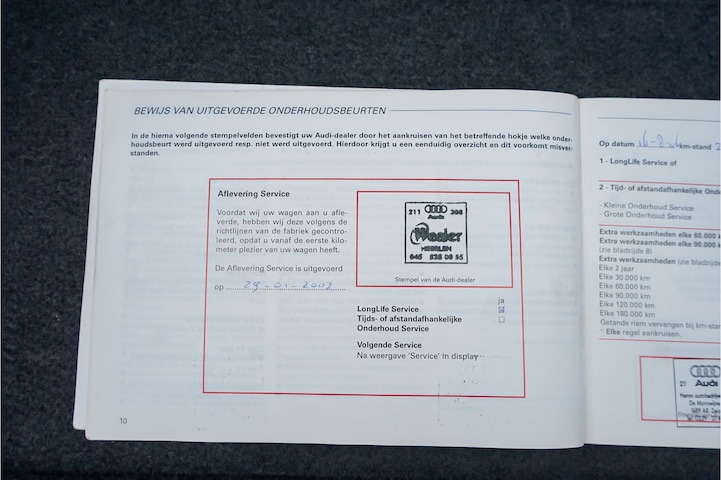 BEWIJS VAN UITGEVOERDE ONDERHOUDSBEURTEN
In de hierna volgende stempelvelden bevestigt uw Audi-dealer door het aankruisen van het betreffende hokje welke onder-
houdsbeurt werd uitgevoerd resp. niet werd uitgevoerd. Hierdoor krijgt u een eenduidig overzicht en dit voorkomt misver-
standen.
Aflevering Service
Voordat wij uw wagen aan u afle-
verde, hebben wij deze volgens de
richtlijnen van de fabriek gecontro-
leerd, opdat u vanaf de eerste kilo-
meter plezier van uw wagen heeft.
De Aflevering Service is uitgevoerd
op 29-01-2003
211 308
Audi
HEERLEN
045 528 00 55
Stempel van de Audi-dealer
ja
LongLife Service
Tijds- of afstandafhankelijke
Onderhoud Service
Volgende Service
Na weergave 'Service' In display
10
Op datum km-stand
1 - LongLife Service of
2 - Tijd- of afstandafhankelijke
- Kleine Onderhoud Service
- Grote Onderhoud Service
Extra werkzaamheden elke 60.000
Extra werkzaamheden elke 90.000
(zie bladzijde 8)
Extra werkzaamheden (zie
Elke 2 jaar
Elke 30.000 km
Elke 60.000 km
Elke 90.000 km
Elke 120.000 km
Elke 180.000 km
Getande riem vervangen bij
Elke regel aankruisen.
Audi